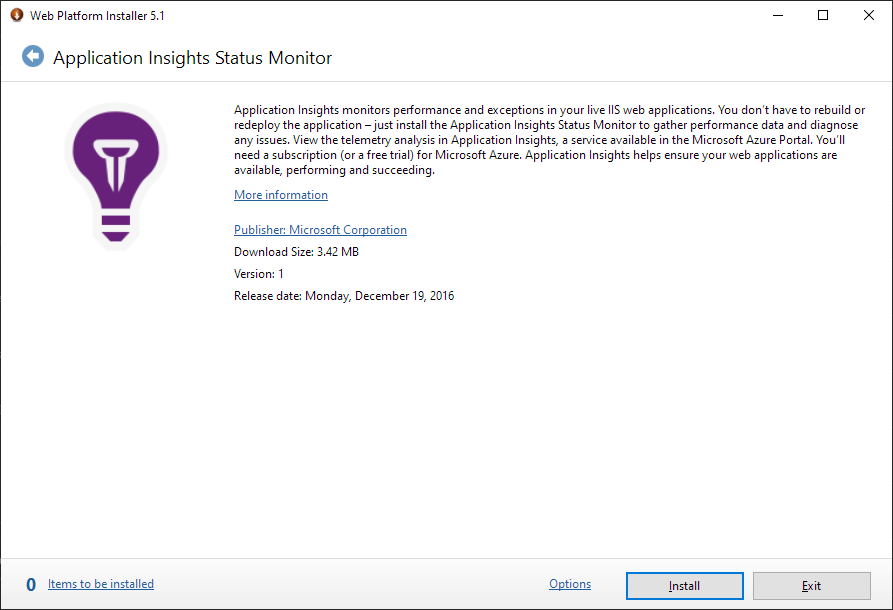 Web Platform Installer 5.1
Application Insights Status Monitor
Application Insights monitors performance and exceptions in your live IIS web applications. You don’t have to rebuild or
redeploy the application – just install the Application Insights Status Monitor to gather performance data and diagnose
any issues. View the telemetry analysis in Application Insights, a service available in the Microsoft Azure Portal. You’ll
need a subscription (or a free trial) for Microsoft Azure. Application Insights helps ensure your web applications are
available, performing and succeeding.
More information
Publisher: Microsoft Corporation
Download Size: 3.42 MB
Version: 1
Release date: Monday, December 19, 2016
0 Items to be installed Options Install Exit